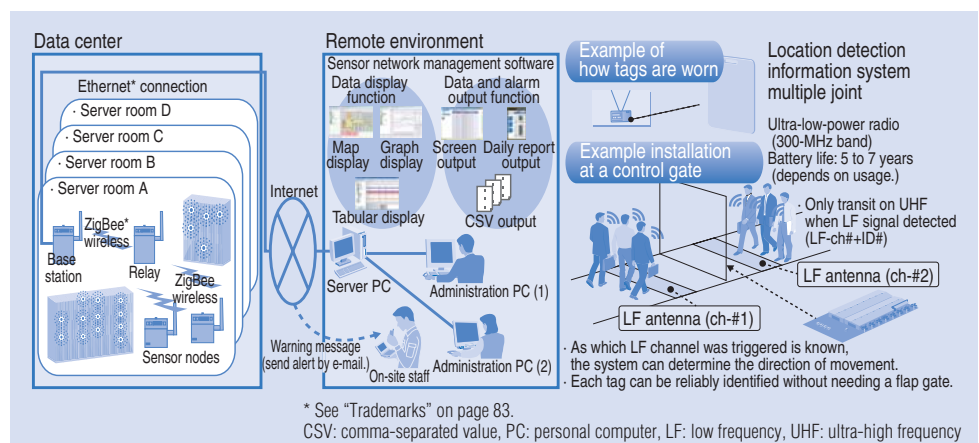 Data center
Ethernet* connection
· Server room D
· Server room C
· Server room B
· Server room A
ZigBee*
wireless
Base
station
Relay
ZigBee
wireless
Sensor nodes
Internet
Warning message
(send alert by e-mail.)
Remote environment
Sensor network management software
Data display
function
Map
display
Graph
display
Tabular display
Data and alarm
output function
Screen
output
Daily report
output
CSV output
Server PC
Administration PC (1)
On-site staff
Administration PC (2)
Example of
how tags are worn
Location detection
information system
multiple joint
Ultra-low-power radio
(300-MHz band)
Battery life: 5 to 7 years
(depends on usage.)
Example installation
at a control gate
· Only transit on UHF
when LF signal detected
(LF-ch#+ID#)
LF antenna (ch-#2)
LF antenna (ch-#1)
· As which LF channel was triggered is known,
the system can determine the direction of movement.
· Each tag can be reliably identified without needing a flap gate.
* See “Trademarks” on page 83.
CSV: comma-separated value, PC: personal computer, LF: low frequency, UHF: ultra-high frequency